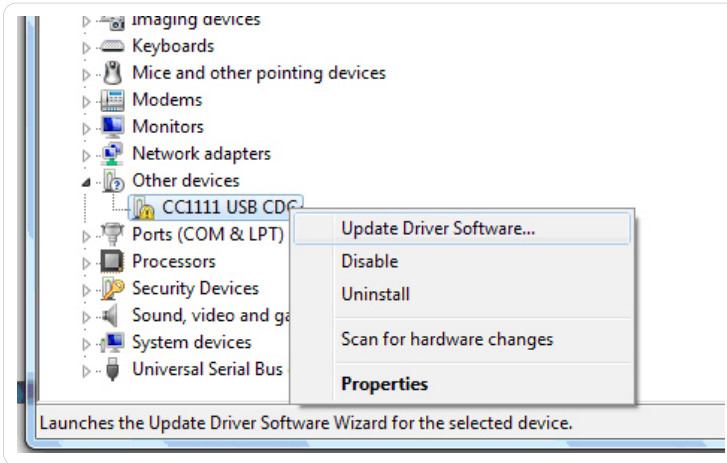 Imaging devices
Keyboards
Mice and other pointing devices
Modems
Monitors
Network adapters
Other devices
CC1111 USB CDC
Ports (COM & LPT)
Processors
Security Devices
Sound, video and ga
System devices
Universal Serial Bus
Update Driver Software...
Disable
Uninstall
Scan for hardware changes
Properties
Launches the Update Driver Software Wizard for the selected device.